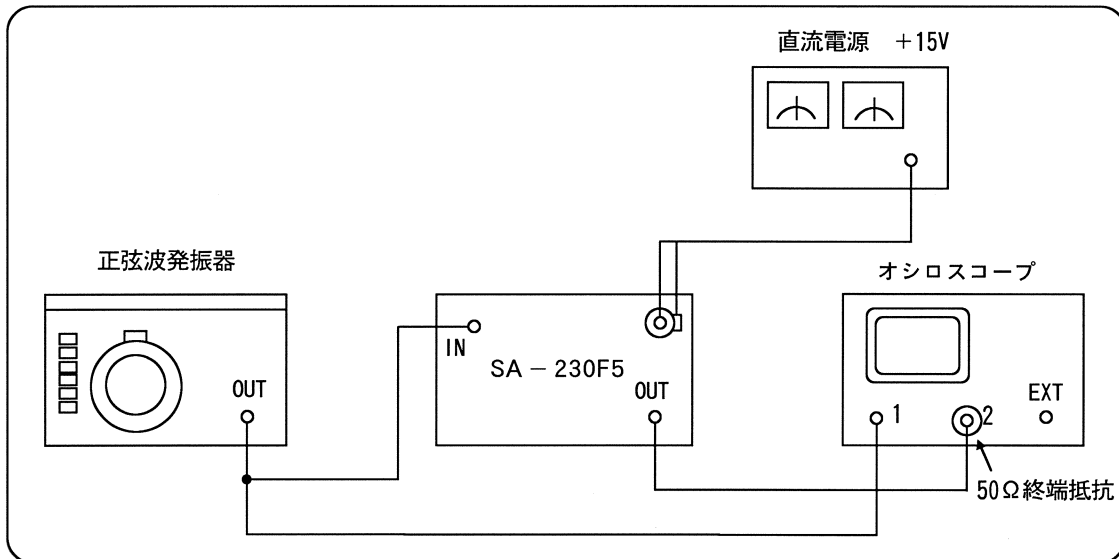 直流電源 +15V
正弦波発振器
オシロスコープ
IN
SA-230F5
OUT
OUT
1
2
EXT
50Ω終端抵抗